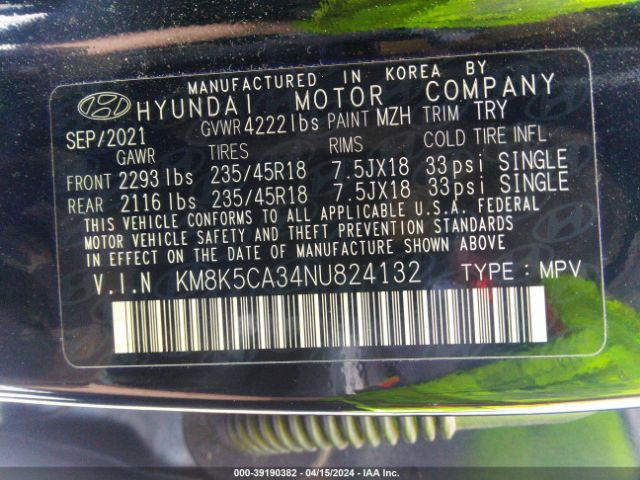 MANUFACTURED IN KOREA BY
HYUNDAI MOTOR COMPANY
SEP/2021 GVWR 4222 lbs PAINT MZH TRIM TRY
GAWR TIRES RIMS COLD TIRE INFL.
FRONT 2293 lbs 235/45R18 7.5JX18 33 psi SINGLE
REAR 2116 lbs 235/45R18 7.5JX18 33 psi SINGLE
THIS VEHICLE CONFORMS TO ALL APPLICABLE U.S.A. FEDERAL
MOTOR VEHICLE SAFETY AND THEFT PREVENTION STANDARDS
IN EFFECT ON THE DATE OF MANUFACTURE SHOWN ABOVE
V.I.N KM8K5CA34NU824132 TYPE : MPV
000-39190382 - 04/15/2024 - IAA Inc.